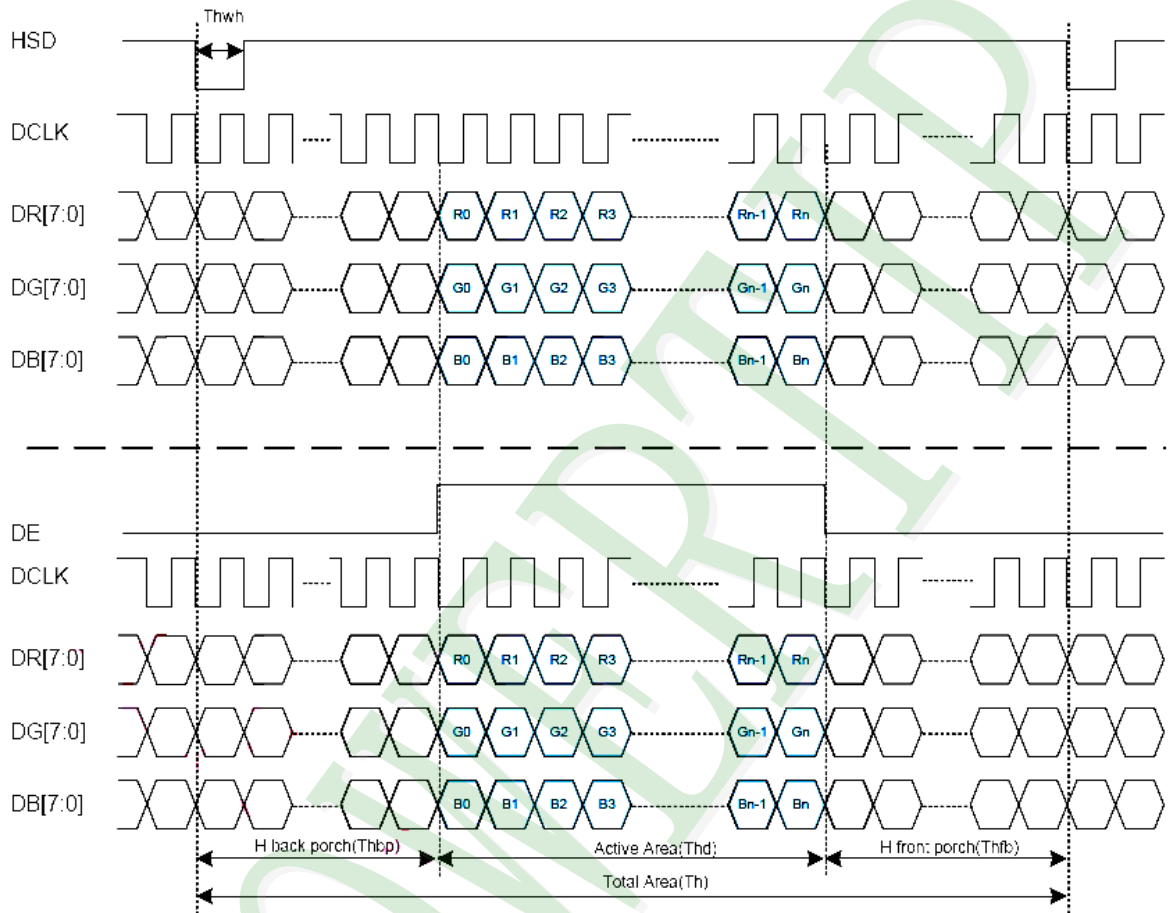 Thwh
HSD
DCLK
DR[7:0] R0 R1 R2 R3 Rn-1 Rn
DG[7:0] G0 G1 G2 G3 Gn-1 Gn
DB[7:0] B0 B1 B2 B3 Bn-1 Bn
DE
DCLK
DR[7:0] R0 R1 R2 R3 Rn-1 Rn
DG[7:0] G0 G1 G2 G3 Gn-1 Gn
DB[7:0] B0 B1 B2 B3 Bn-1 Bn
H back porch(Thbp) Active Area(Thd) H front porch(Thfb)
Total Area(Th)
OWERTIP